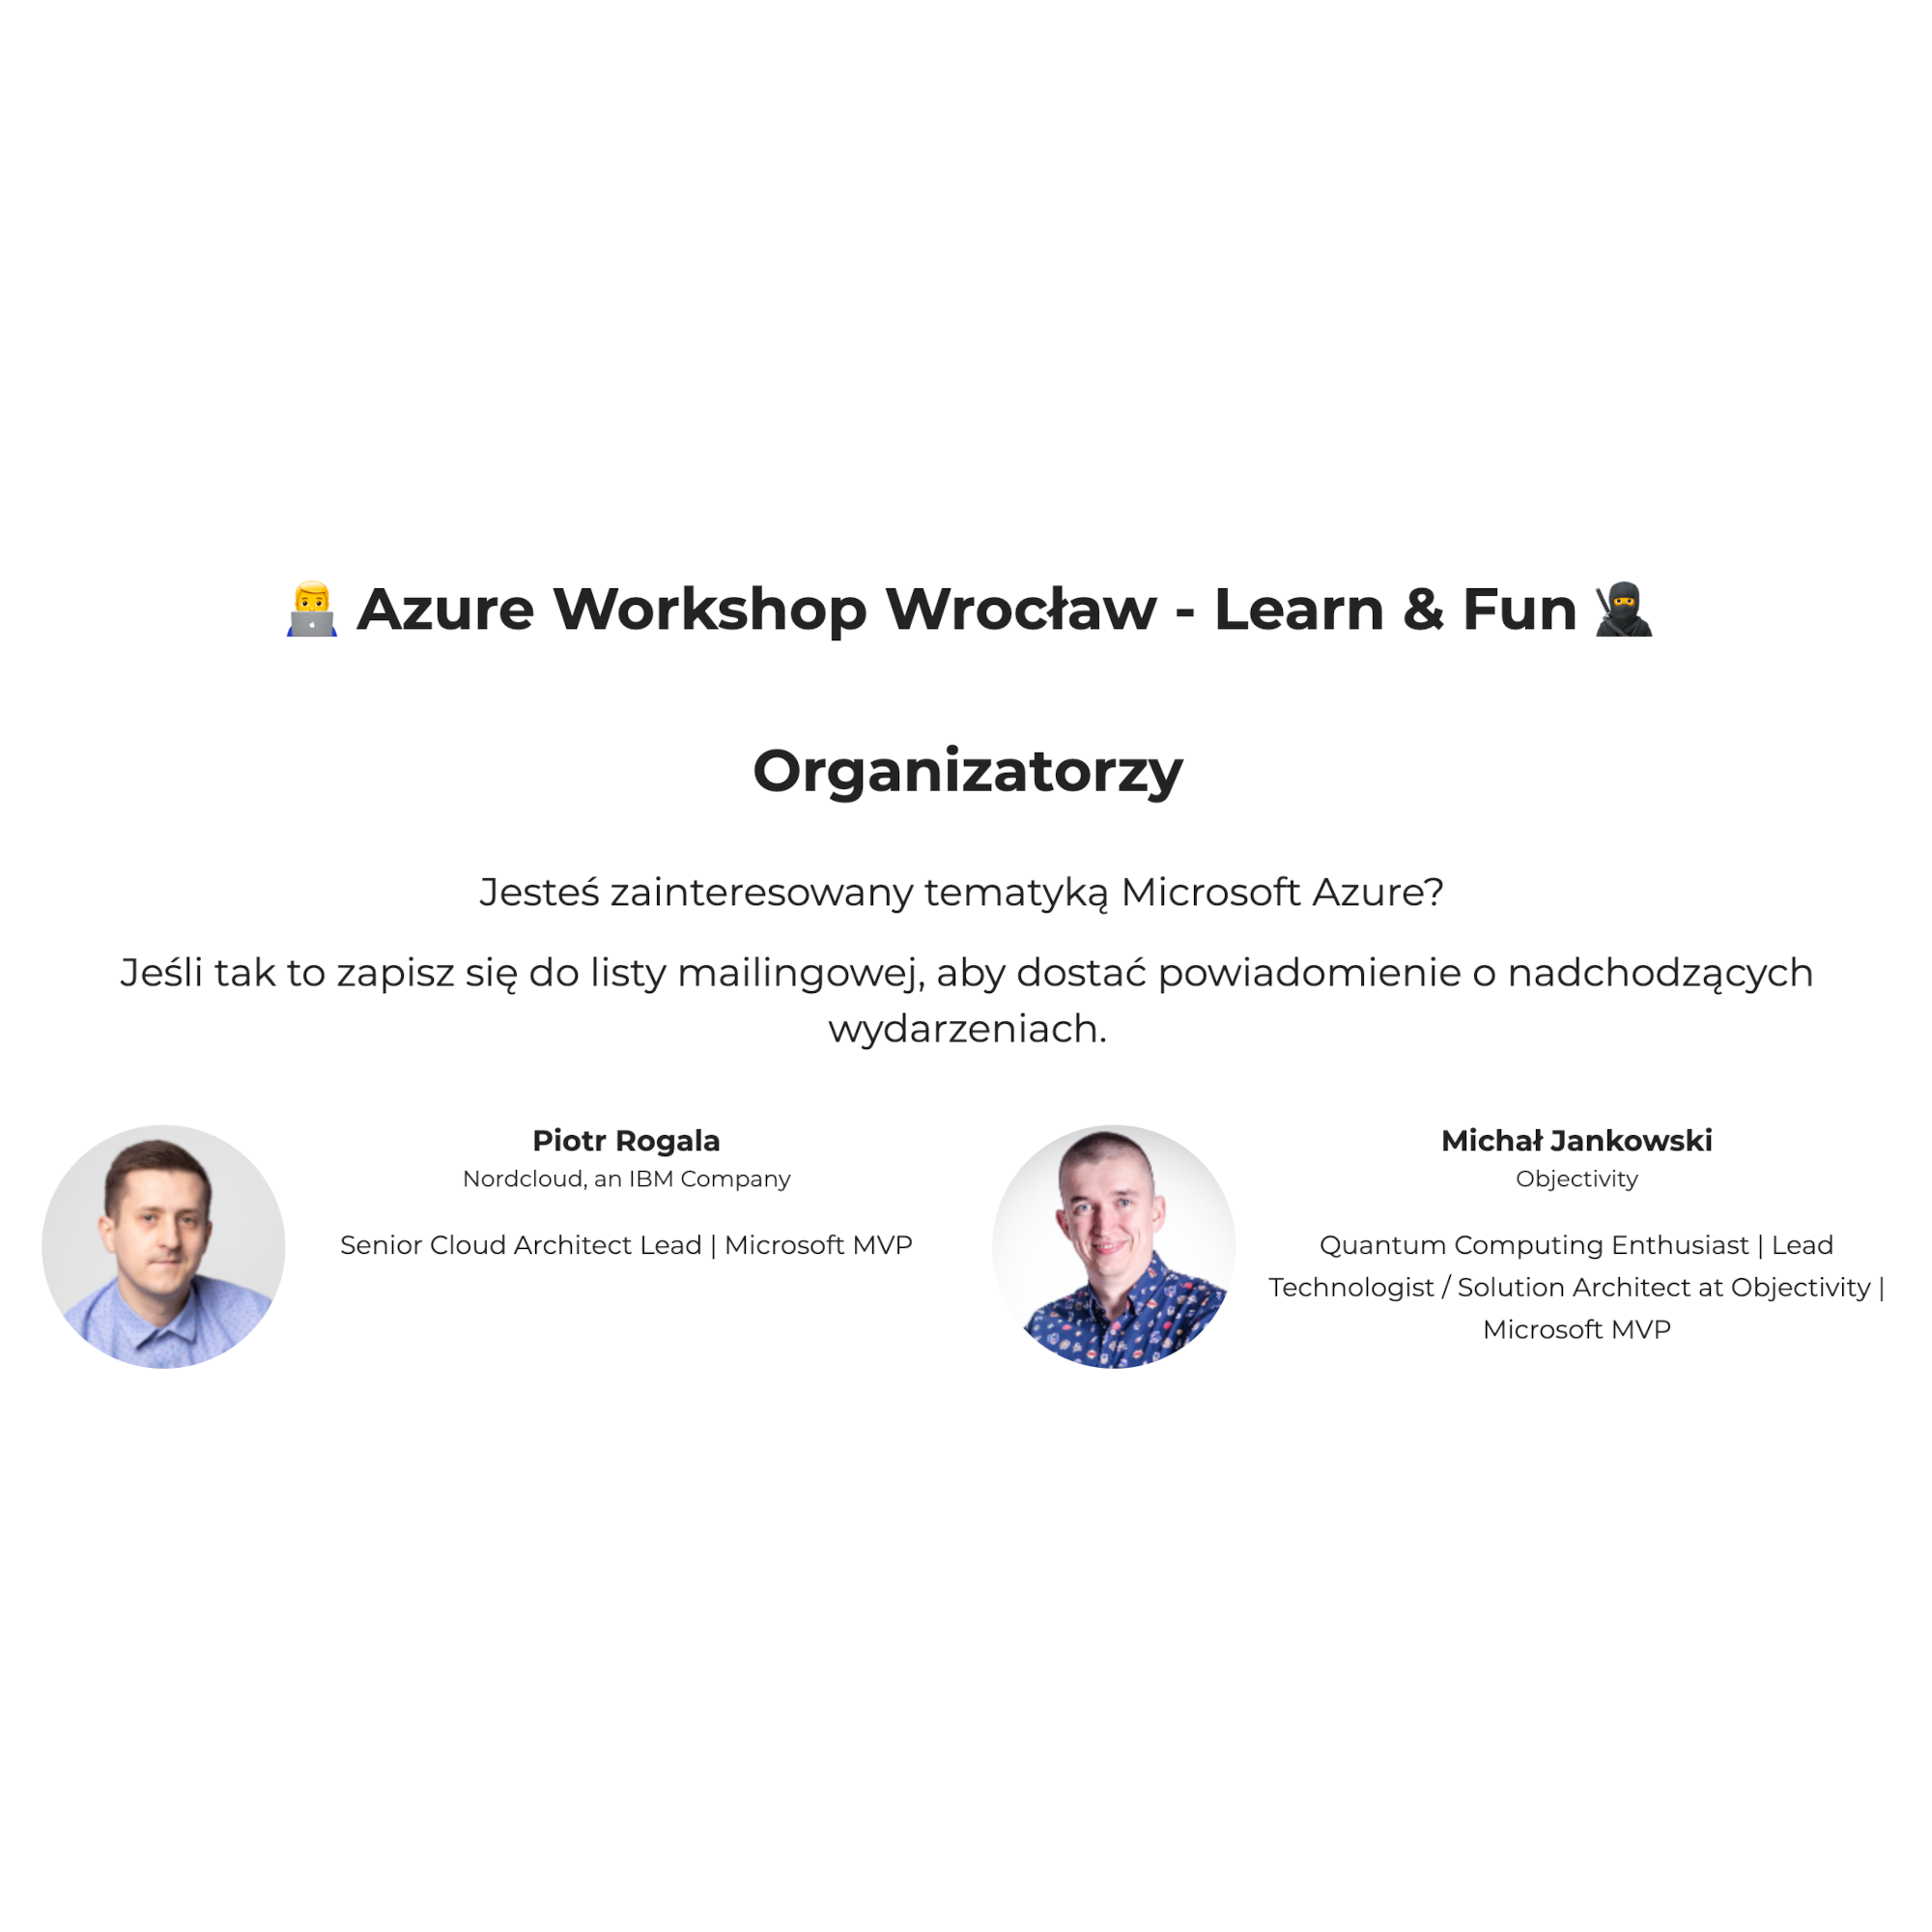 👨‍💻 Azure Workshop Wrocław - Learn & Fun 🥷
Organizatorzy
Jesteś zainteresowany tematyką Microsoft Azure?
Jeśli tak to zapisz się do listy mailingowej, aby dostać powiadomienie o nadchodzących
wydarzeniach.
Piotr Rogala
Nordcloud, an IBM Company
Senior Cloud Architect Lead | Microsoft MVP
Michał Jankowski
Objectivity
Quantum Computing Enthusiast | Lead
Technologist / Solution Architect at Objectivity |
Microsoft MVP